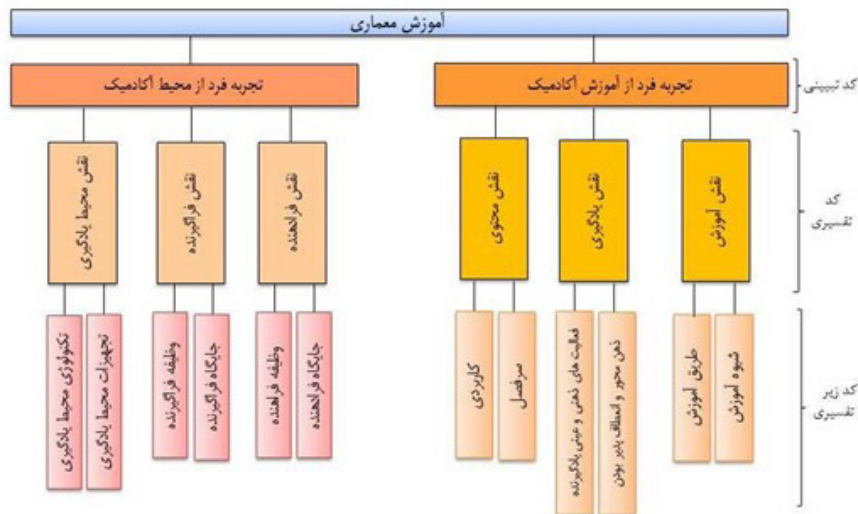 آموزش معماری
کد تبیینی
تجربه فرد از آموزش آکادمیک
تجربه فرد از محیط آکادمیک
کد
تفسیری
نقش آموزش
نقش یادگیری
نقش محتوی
نقش فرادهنده
نقش فراگیرنده
نقش محیط یادگیری
کد زیر
تفسیری
شیوه آموزش
طریق آموزش
ذهن محور و انعطاف پذیر بودن
فعالیت های ذهنی و عینی یادگیرنده
سرفصل
کاربردی
جایگاه فرادهنده
وظیفه فراهنده
جایگاه فراگیرنده
وظیفه فراگیرنده
تجهیزات محیط یادگیری
تکنولوژی محیط یادگیری